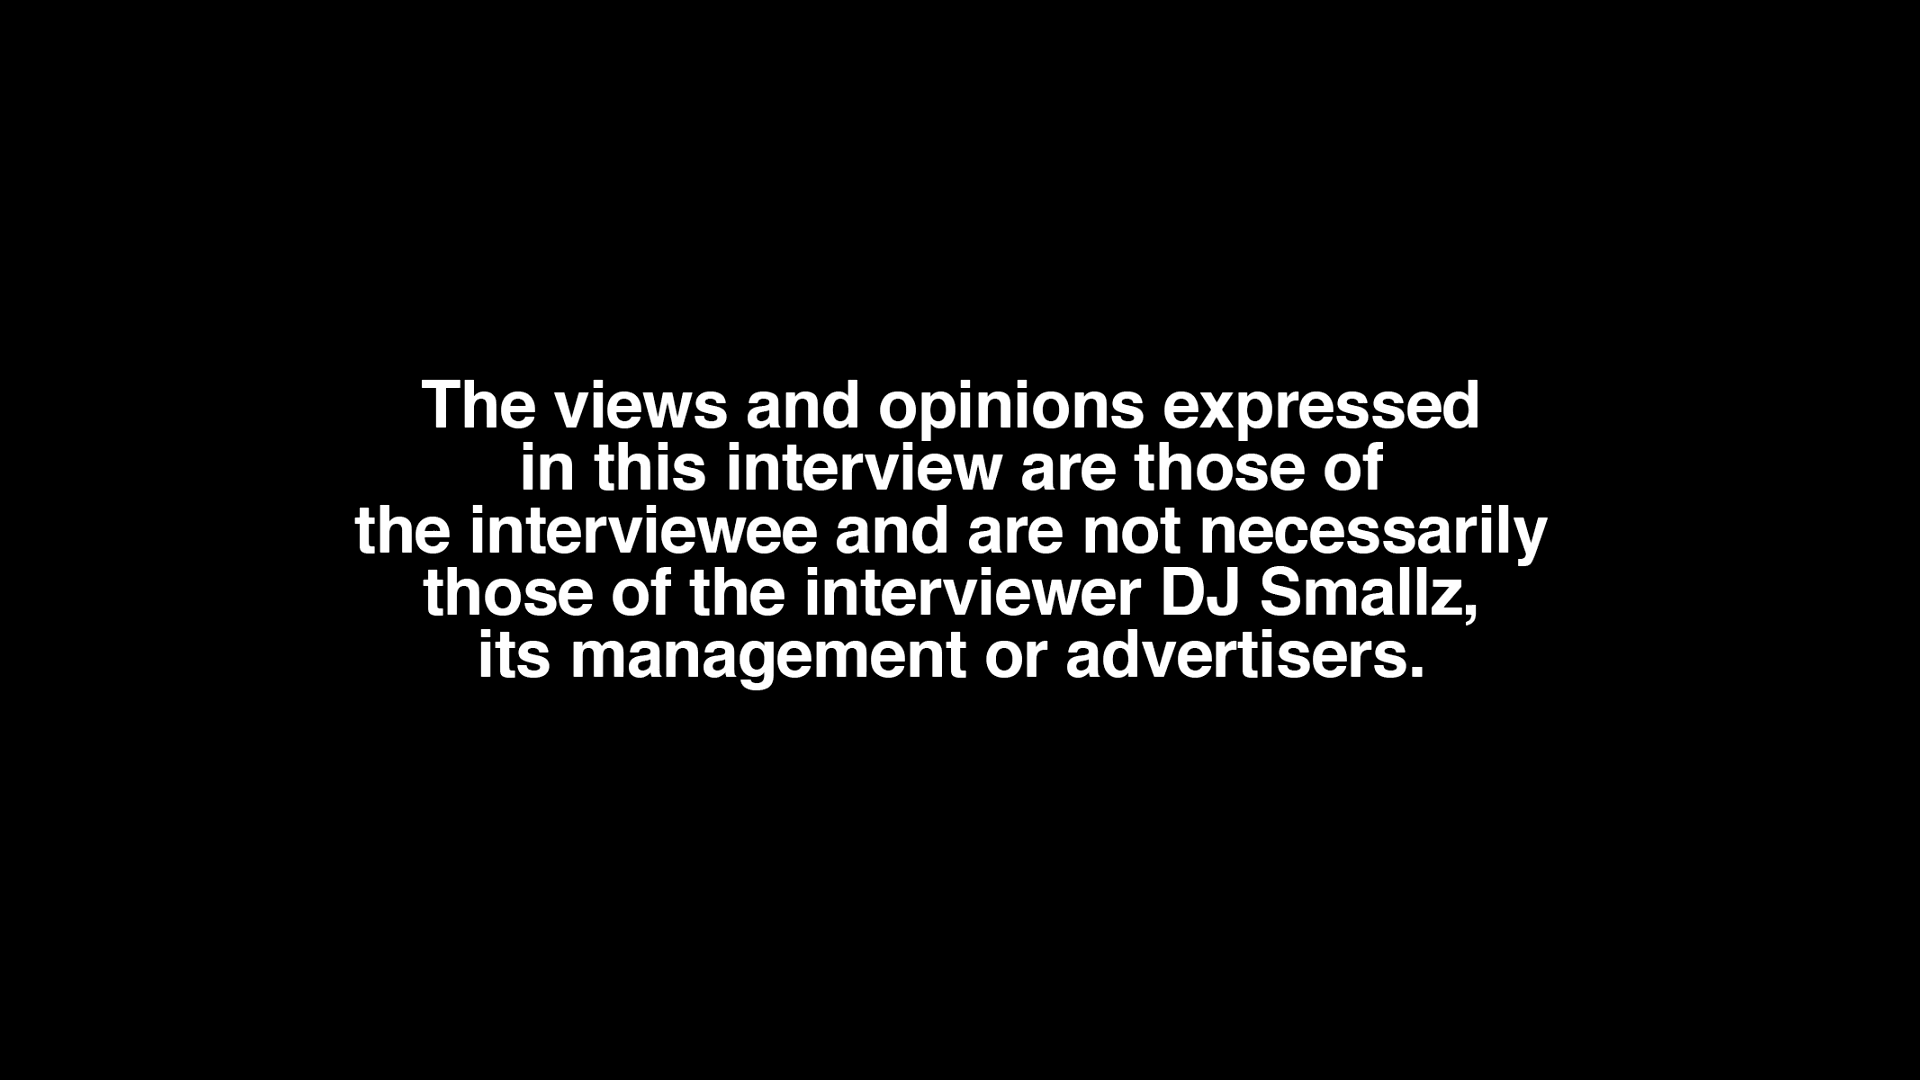 The views and opinions expressed
in this interview are those of
the interviewee and are not necessarily
those of the interviewer DJ Smallz,
its management or advertisers.